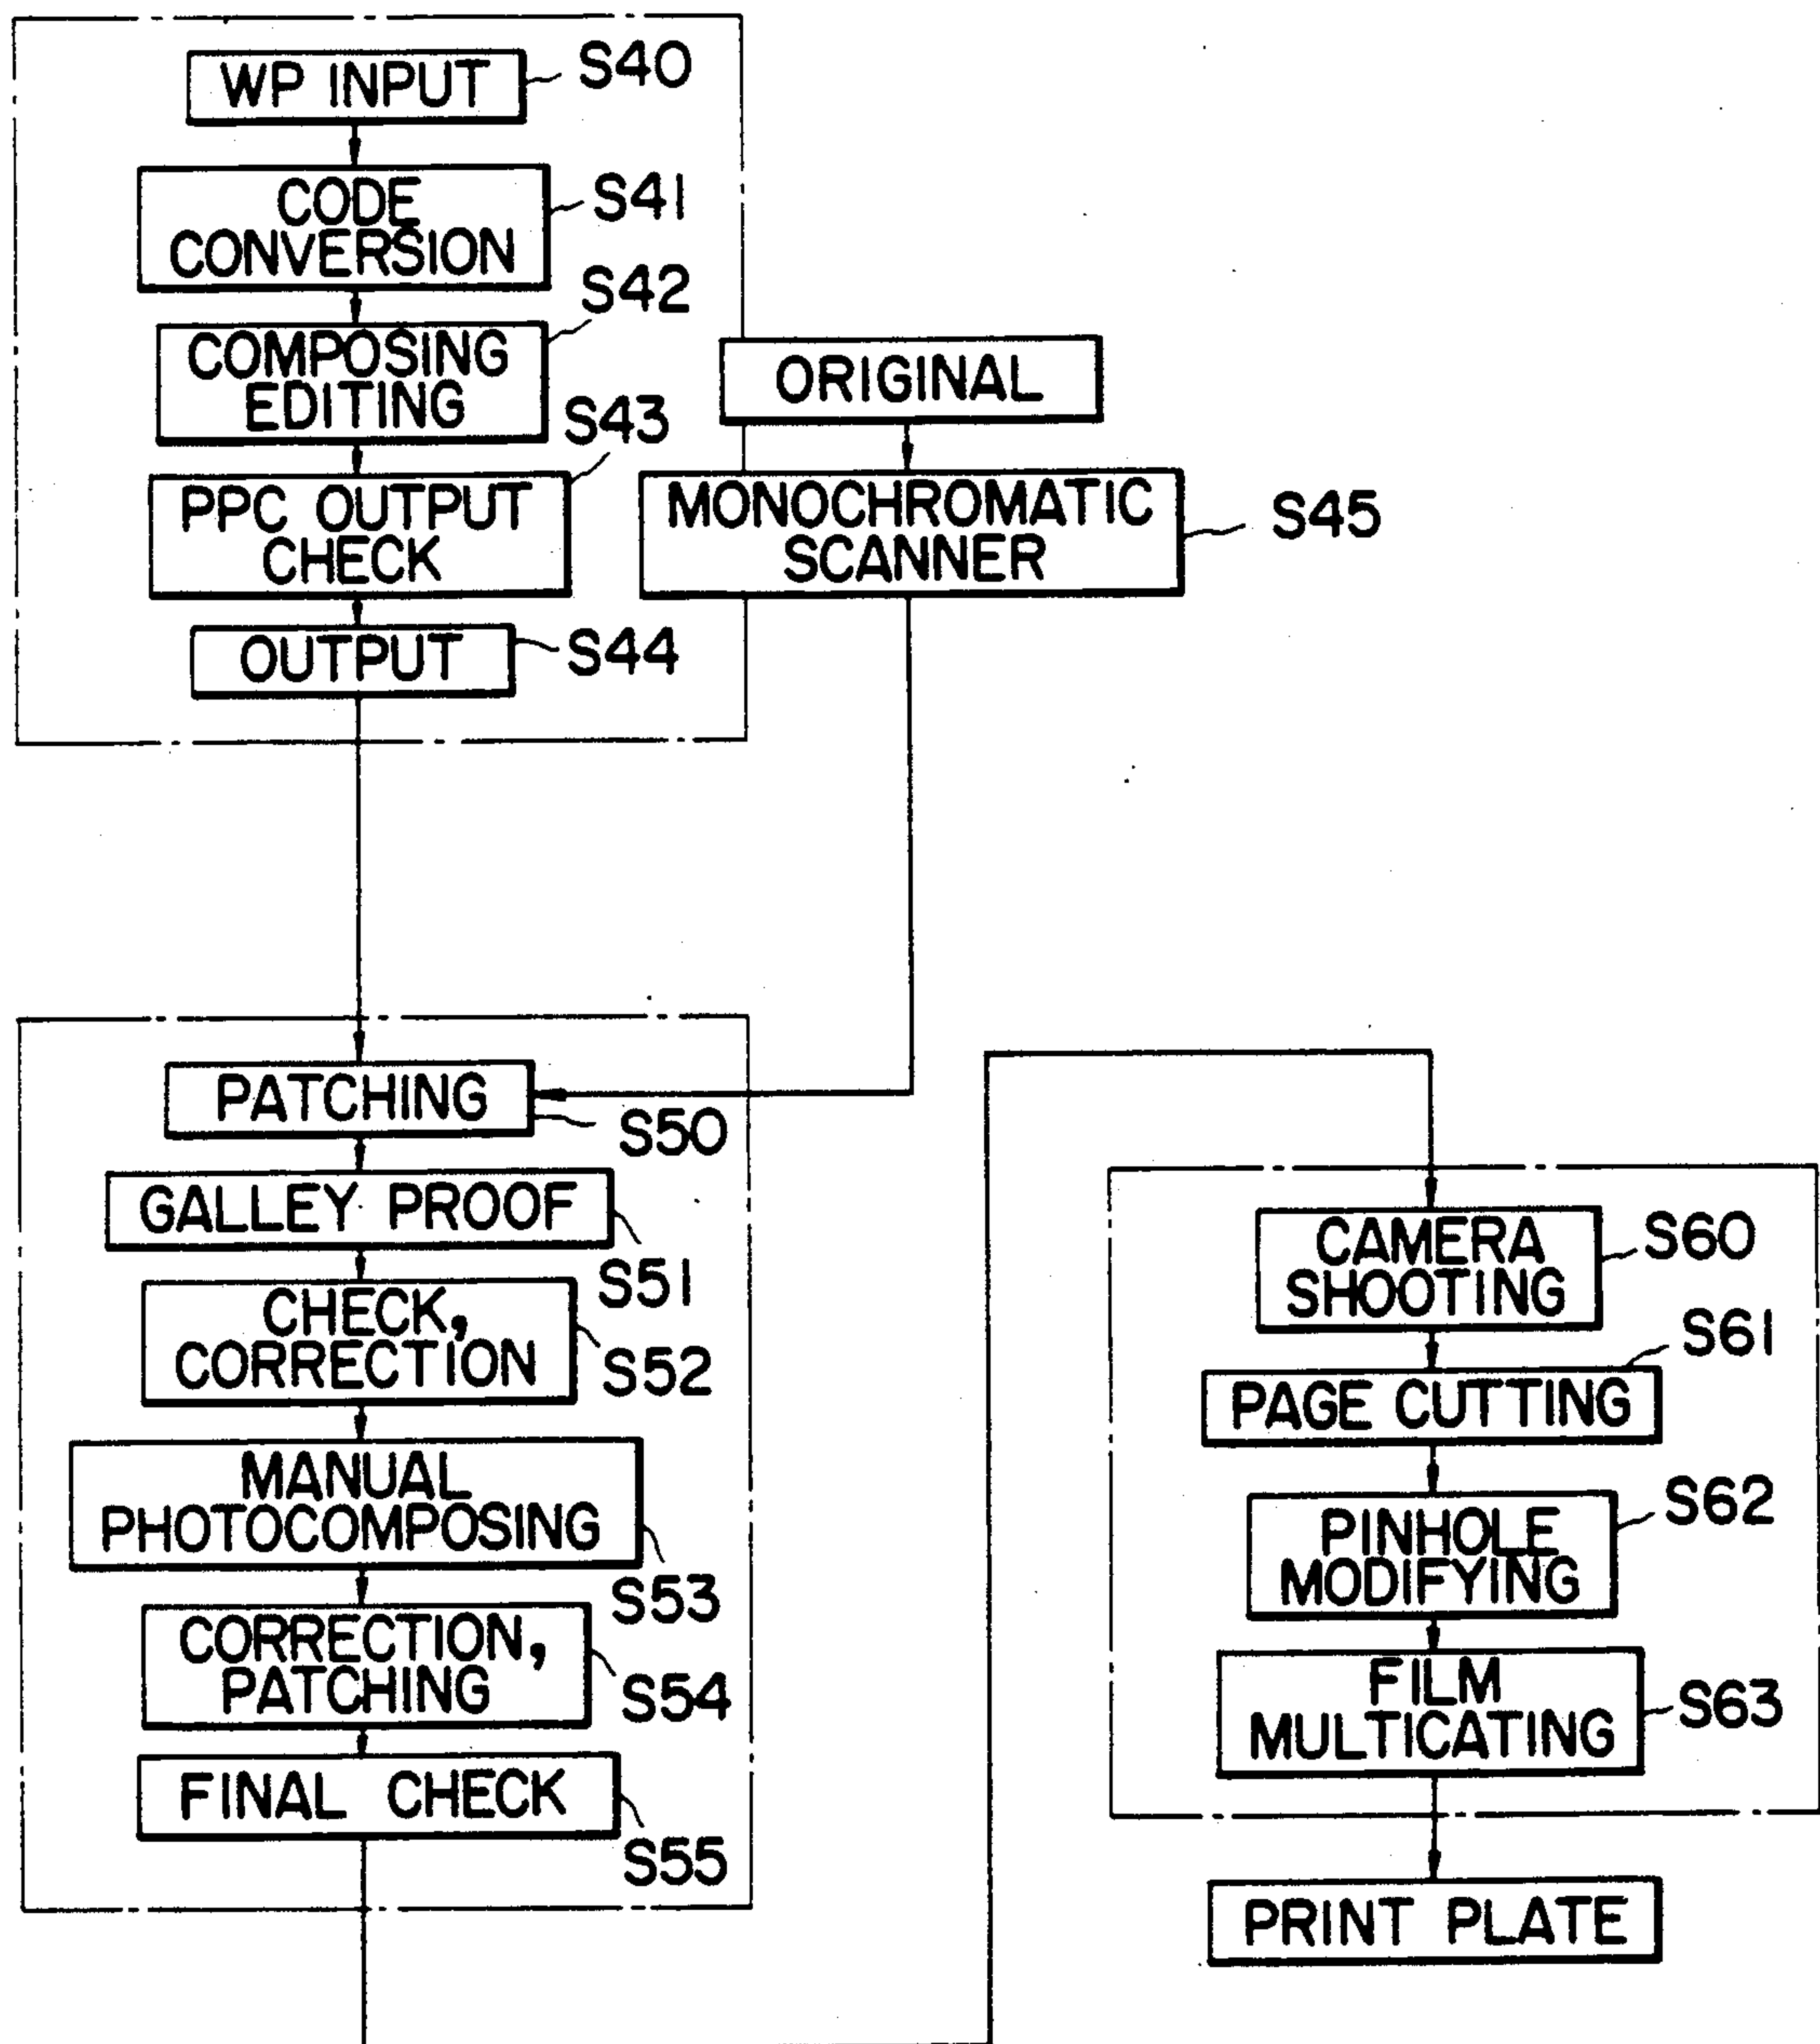 WP INPUT
S40
CODE
CONVERSION
S41
COMPOSING
EDITING
S42
PPC OUTPUT
CHECK
S43
OUTPUT
S44
ORIGINAL
MONOCHROMATIC
SCANNER
S45
PATCHING
S50
GALLEY PROOF
S51
CHECK,
CORRECTION
S52
MANUAL
PHOTOCOMPOSING
S53
CORRECTION,
PATCHING
S54
FINAL CHECK
S55
CAMERA
SHOOTING
S60
PAGE CUTTING
S61
PINHOLE
MODIFYING
S62
FILM
MULTICATING
S63
PRINT PLATE